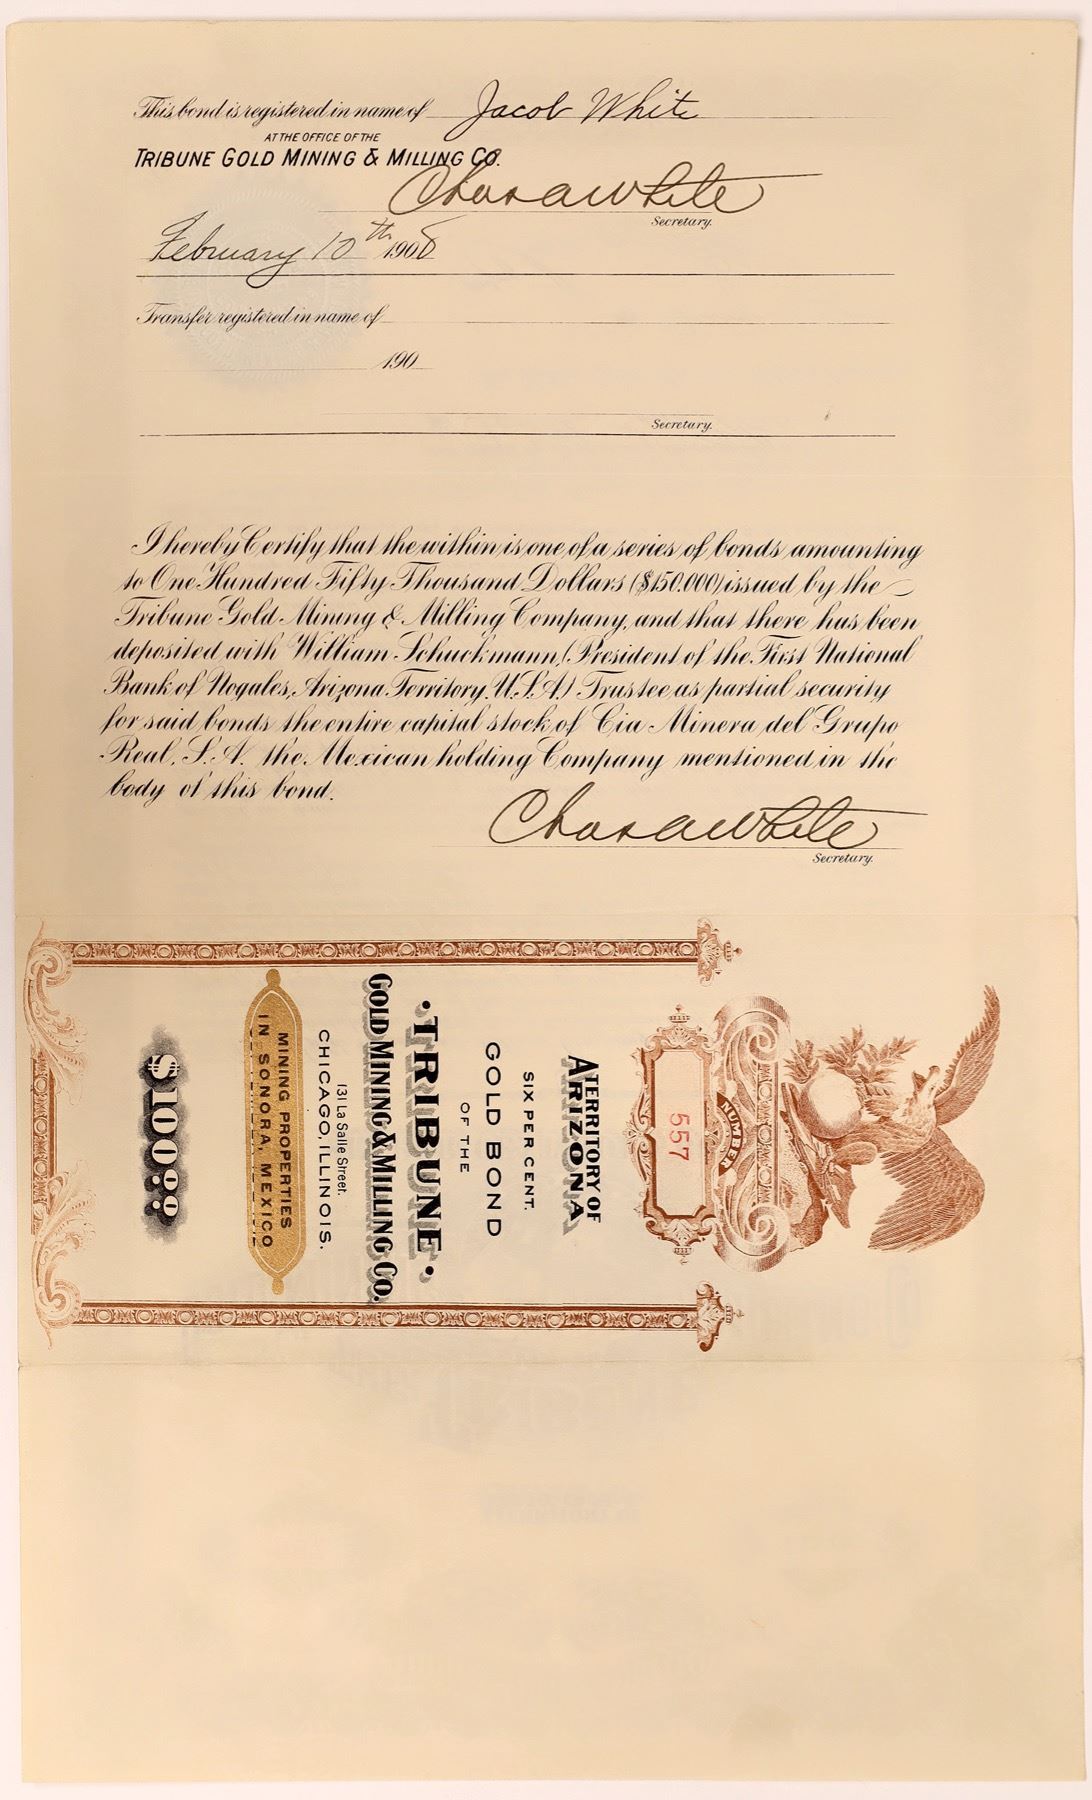 This bond is registered in name of Jacob White
AT THE OFFICE OF THE
TRIBUNE GOLD MINING & MILLING CO.
Chas a White
Secretary.
February 10th 1908
Transfer registered in name of
190
Secretary.
I hereby Certify that the within is one of a series of bonds amounting
to One Hundred Fifty Thousand Dollars ($150.000) issued by the
Tribune Gold Mining & Milling Company, and that there has been
deposited with William Schuckmann, (President of the First National
Bank of Nogales, Arizona Territory, U.S.A.) Trustee as partial security
for said bonds the entire capital stock of Cia Minera del Grupo
Real, S.A. the Mexican holding Company mentioned in the
body of this bond.
Chas a White
Secretary.
NUMBER
557
TERRITORY OF
ARIZONA
SIX PER CENT.
GOLD BOND
OF THE
·TRIBUNE·
GOLD MINING & MILLING CO.
131 La Salle Street.
CHICAGO, ILLINOIS.
MINING PROPERTIES
IN SONORA, MEXICO
$100.00